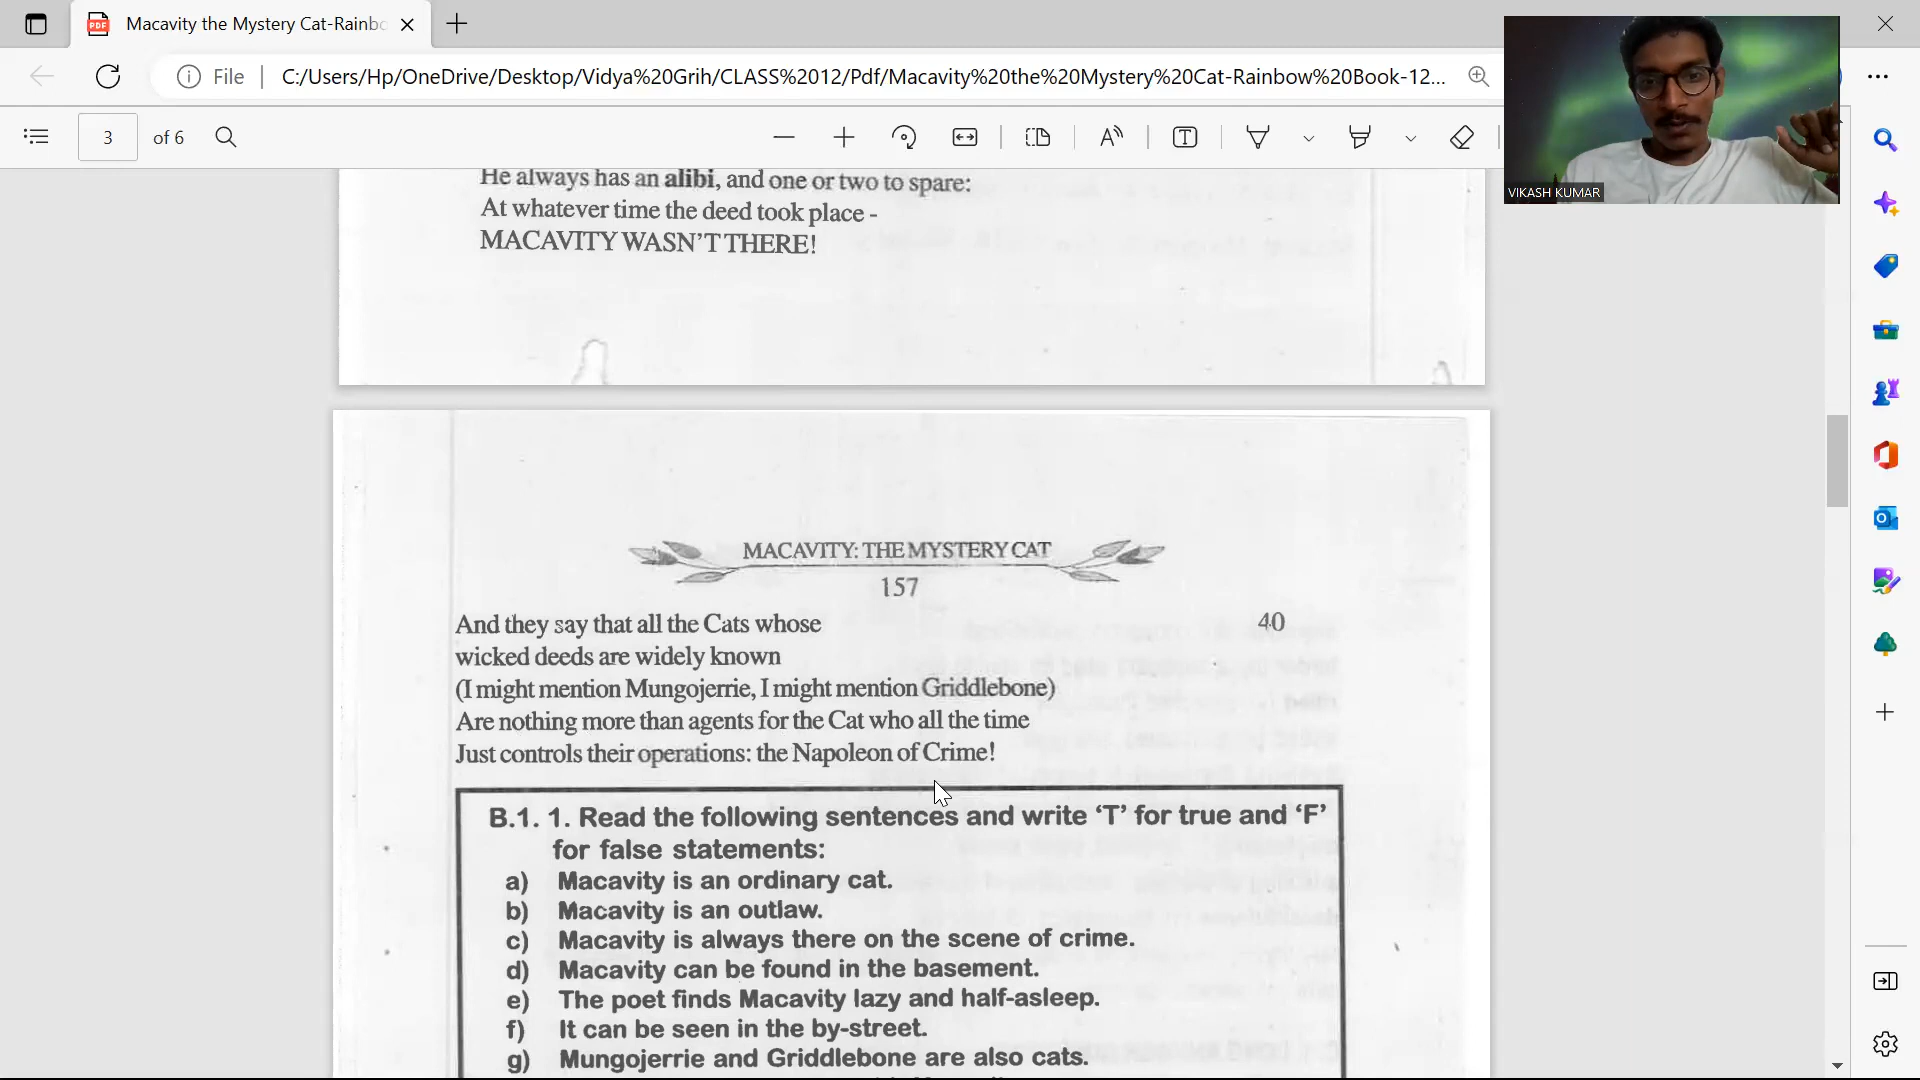 Macavity the Mystery Cat-Rainbo
File
C:/Users/Hp/OneDrive/Desktop/Vidya%20Grih/CLASS%2012/Pdf/Macavity%20the%20Mystery%20Cat-Rainbow%20Book-12...
3 of 6
VIKASH KUMAR
He always has an alibi, and one or two to spare:
At whatever time the deed took place -
MACAVITY WASN'T THERE!
MACAVITY: THE MYSTERY CAT
157
And they say that all the Cats whose 40
wicked deeds are widely known
(I might mention Mungojerrie, I might mention Griddlebone)
Are nothing more than agents for the Cat who all the time
Just controls their operations: the Napoleon of Crime!
B.1. 1. Read the following sentences and write 'T' for true and 'F'
for false statements:
a) Macavity is an ordinary cat.
b) Macavity is an outlaw.
c) Macavity is always there on the scene of crime.
d) Macavity can be found in the basement.
e) The poet finds Macavity lazy and half-asleep.
f) It can be seen in the by-street.
g) Mungojerrie and Griddlebone are also cats.